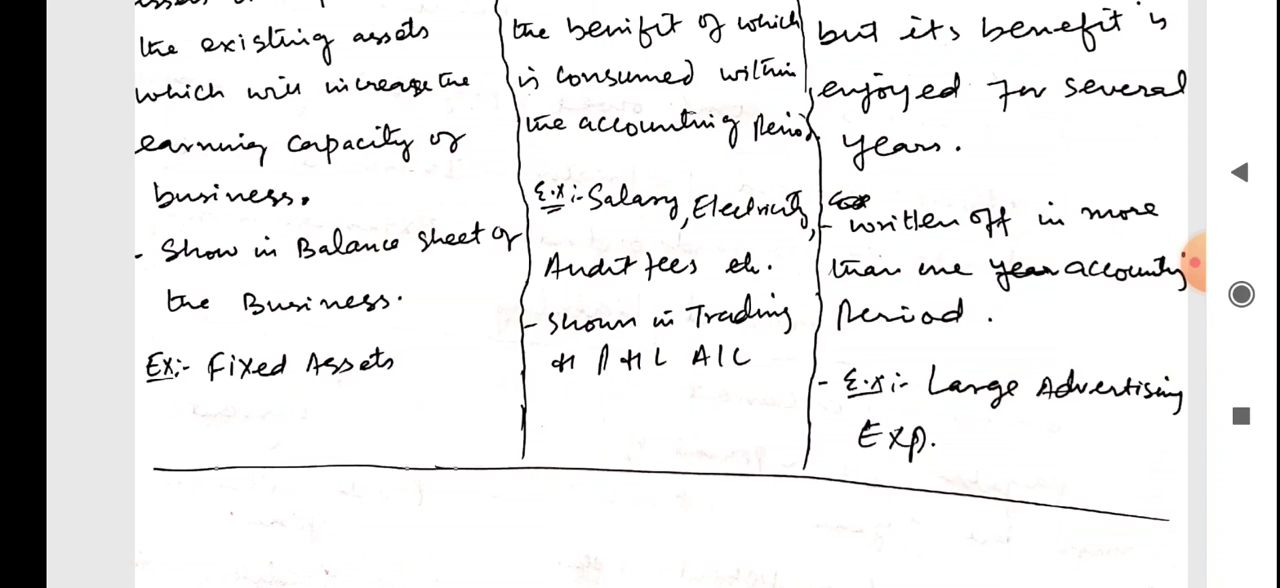 the existing assets
which will increase the
earning capacity of
business.
- Show in Balance sheet of
the Business.
Ex:- Fixed Assets
the benifit of which
is consumed within
the accounting Period
E.x:- Salary, Electricity,
Audit fees etc.
- Shown in Trading
& P & L A/C
but its benefit is
enjoyed for several
years.
- written off in more
than one year accounting
Period.
- E.x:- Large Advertising
Exp.